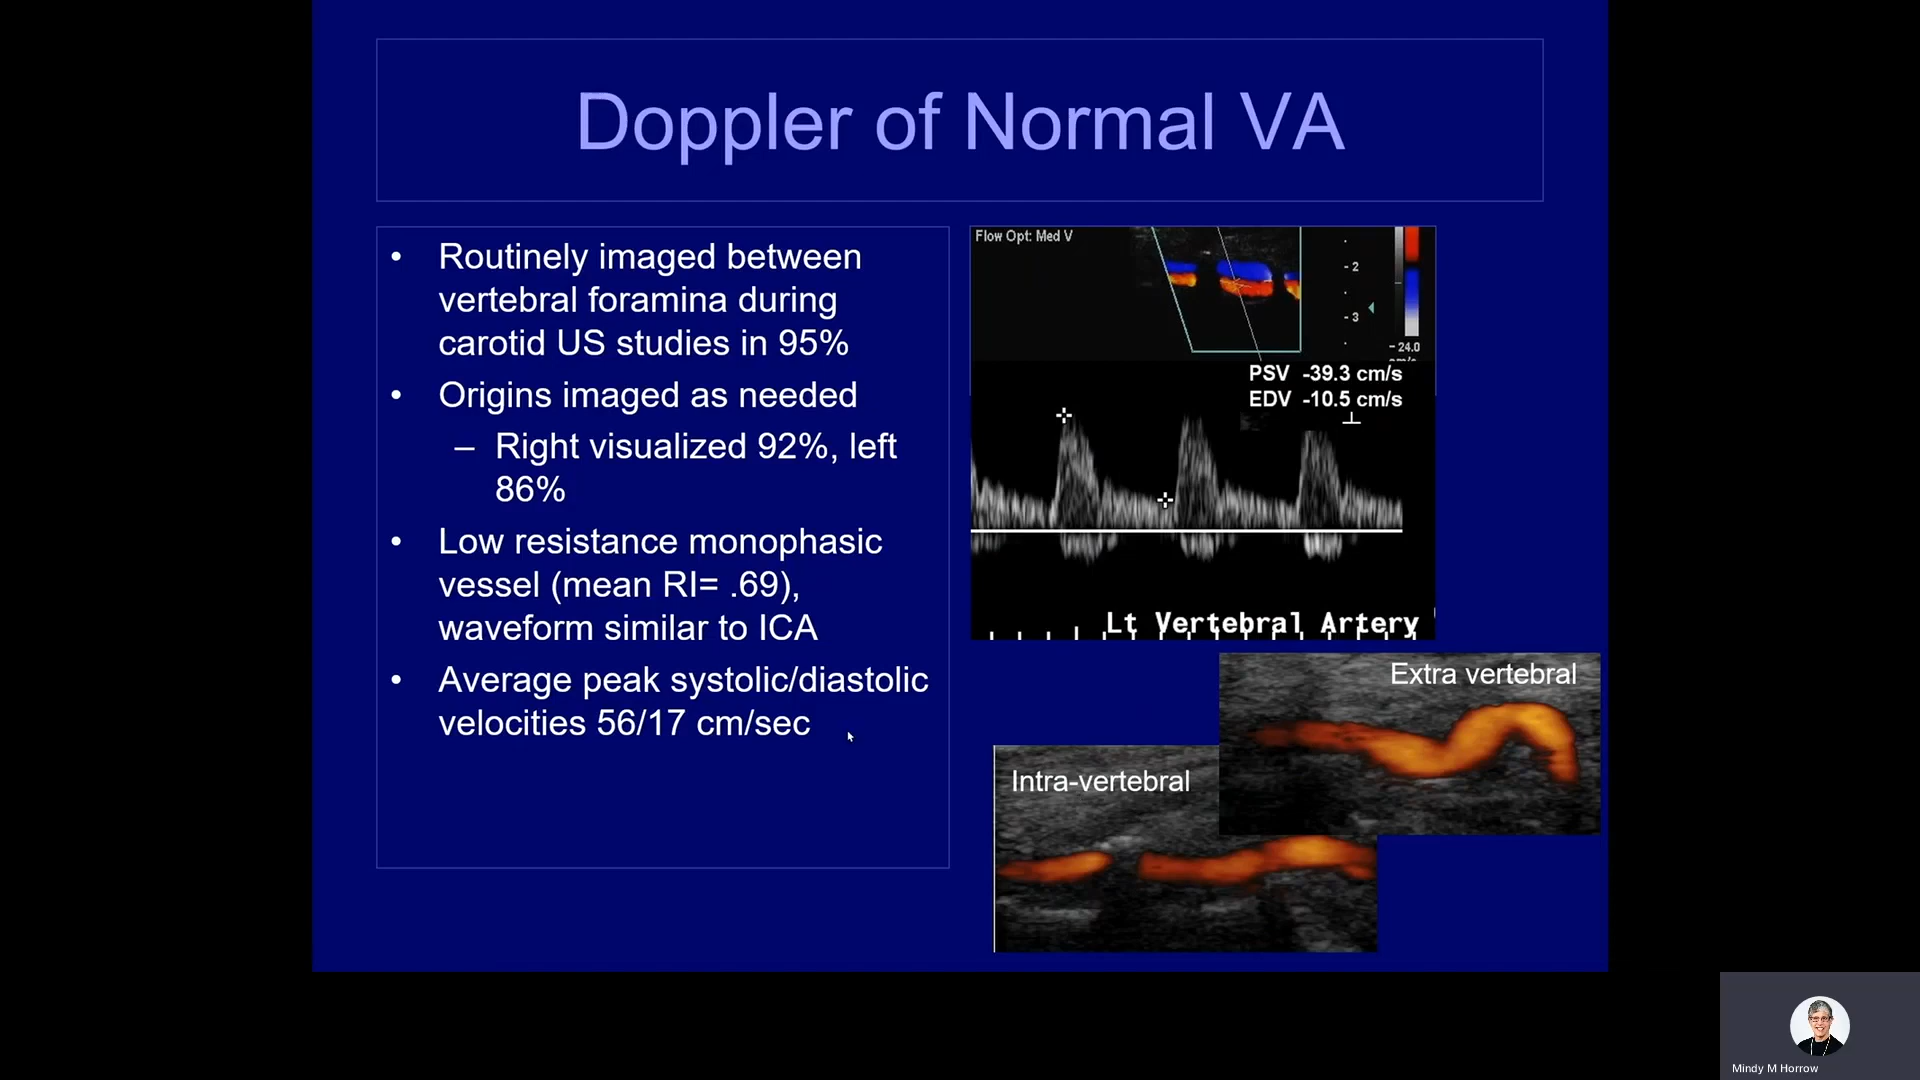 Doppler of Normal VA
• Routinely imaged between
vertebral foramina during
carotid US studies in 95%
• Origins imaged as needed
– Right visualized 92%, left
86%
• Low resistance monophasic
vessel (mean RI= .69),
waveform similar to ICA
• Average peak systolic/diastolic
velocities 56/17 cm/sec
Flow Opt: Med V
- 2
- 3
- 24.0
PSV -39.3 cm/s
EDV -10.5 cm/s
Lt Vertebral Artery
Extra vertebral
Intra-vertebral
Mindy M Horrow